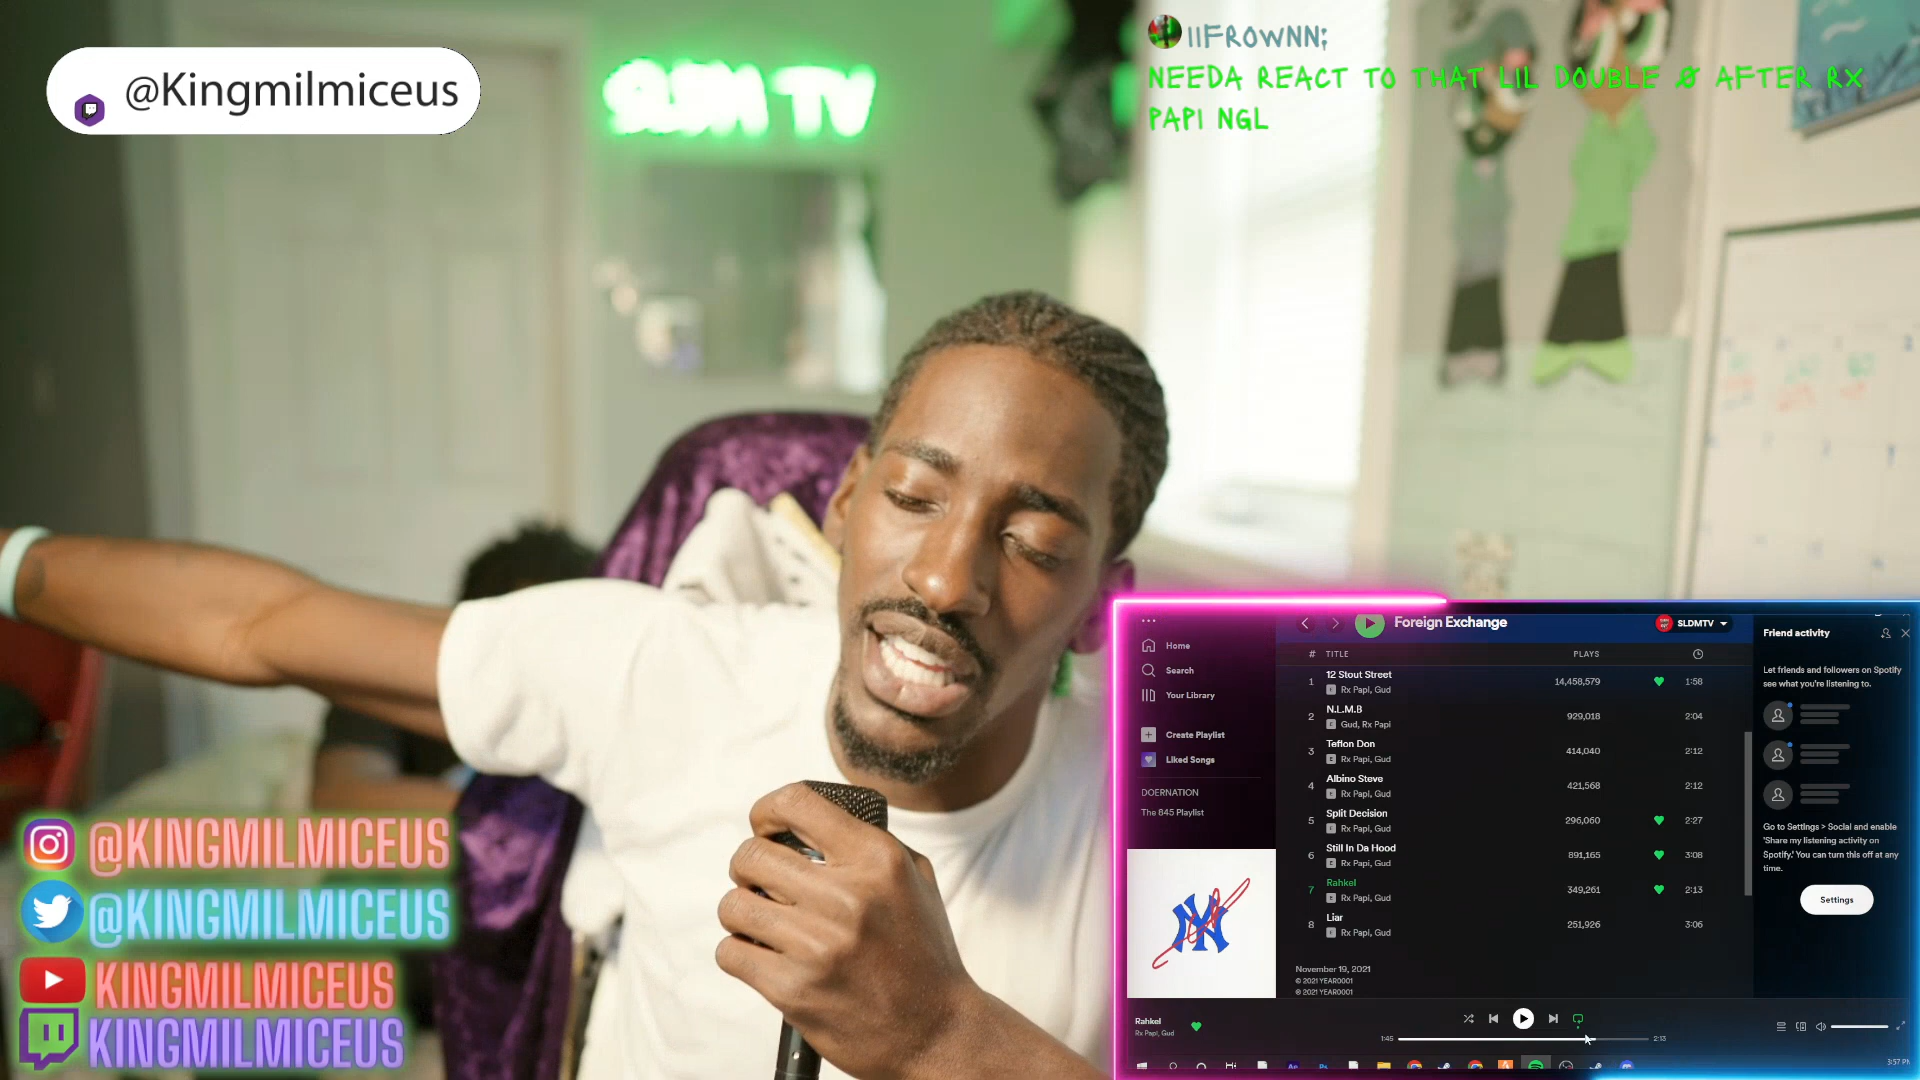 @Kingmilmiceus
SLDM TV
IIFROWNN:
NEEDA REACT TO THAT LIL DOUBLE 0 AFTER RX
PAPI NGL
@KINGMILMICEUS
@KINGMILMICEUS
KINGMILMICEUS
KINGMILMICEUS
Foreign Exchange
SLDMTV
Home
Search
Your Library
Create Playlist
Liked Songs
DOERNATION
The 845 Playlist
# TITLE PLAYS
1 12 Stout Street 14,458,579 1:58
E Rx Papi, Gud
2 N.L.M.B 929,018 2:04
E Gud, Rx Papi
3 Teflon Don 414,040 2:12
E Rx Papi, Gud
4 Albino Steve 421,568 2:12
E Rx Papi, Gud
5 Split Decision 296,060 2:27
E Rx Papi, Gud
6 Still In Da Hood 891,165 3:08
E Rx Papi, Gud
7 Rahkel 349,261 2:13
E Rx Papi, Gud
8 Liar 251,926 3:06
E Rx Papi, Gud
November 19, 2021
© 2021 YEAR0001
℗ 2021 YEAR0001
Friend activity
Let friends and followers on Spotify
see what you're listening to.
Go to Settings > Social and enable
'Share my listening activity on
Spotify.' You can turn this off at any
time.
Settings
NY
Rahkel
Rx Papi, Gud
1:45
2:13
3:57 PM